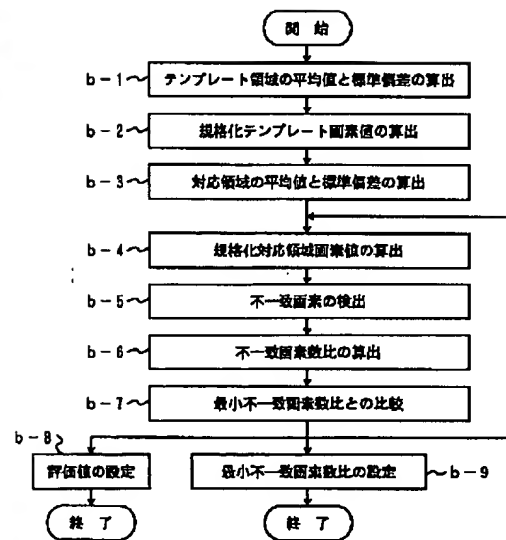 開 始
b-1 テンプレート領域の平均値と標準偏差の算出
b-2 規格化テンプレート画素値の算出
b-3 対応領域の平均値と標準偏差の算出
b-4 規格化対応領域画素値の算出
b-5 不一致画素の検出
b-6 不一致画素数比の算出
b-7 最小不一致画素数比との比較
b-8
評価値の設定
最小不一致画素数比の設定 b-9
終 了
終 了